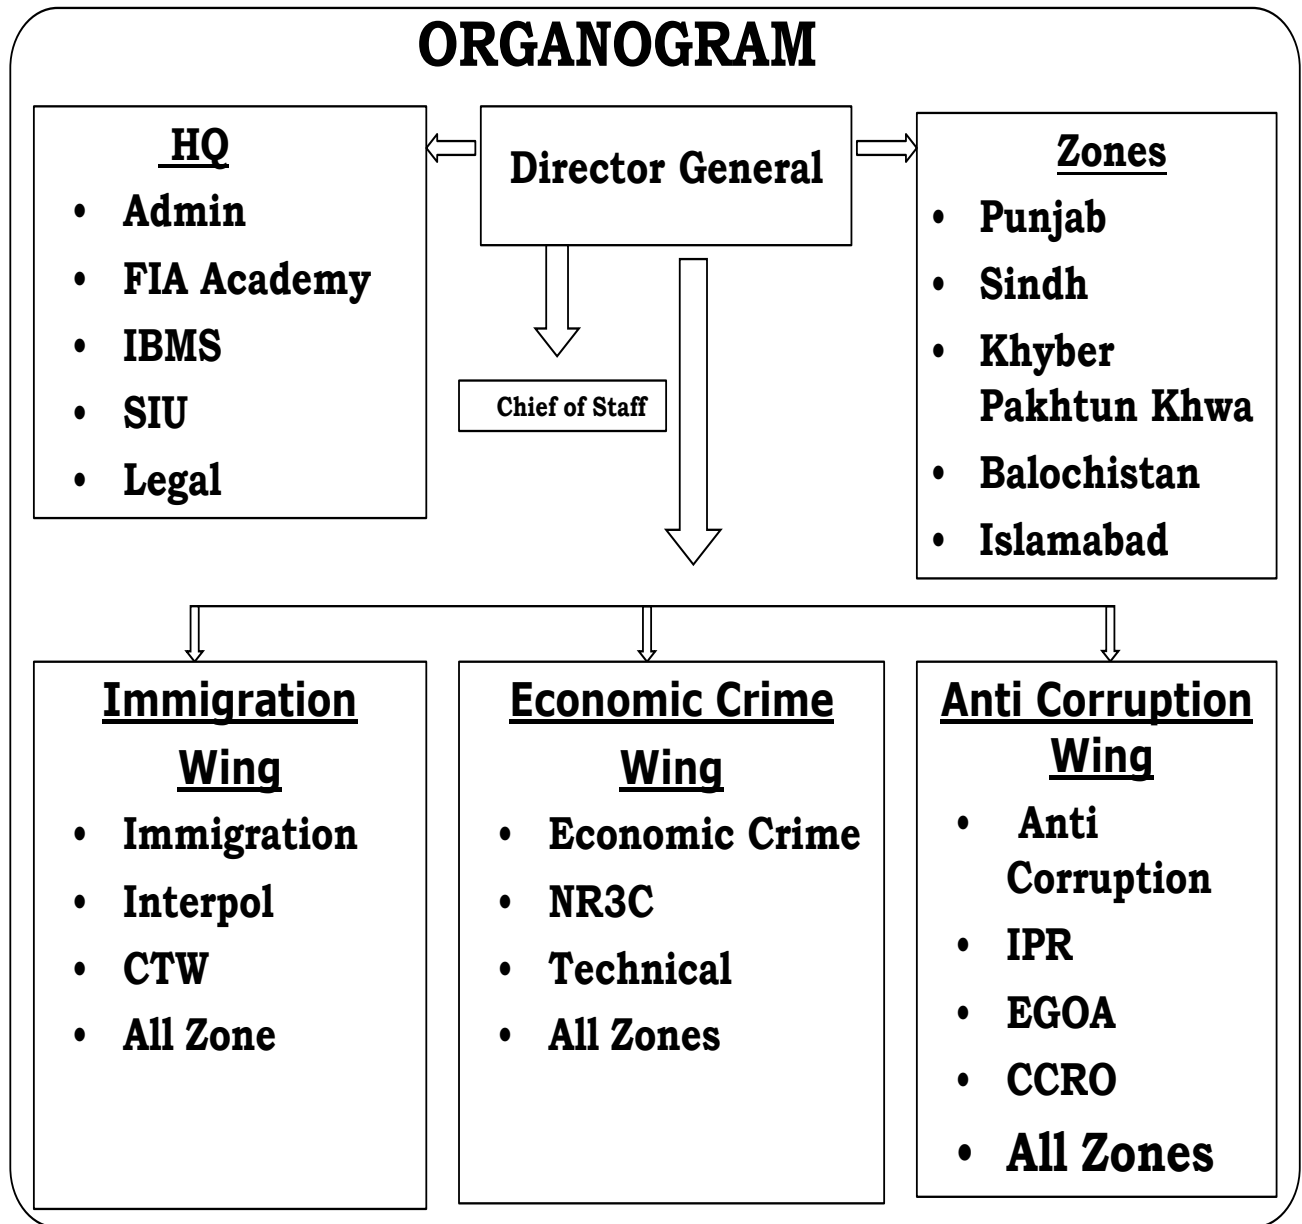 ORGANOGRAM
HQ
• Admin
• FIA Academy
• IBMS
• SIU
• Legal
Director General
Chief of Staff
Zones
• Punjab
• Sindh
• Khyber
Pakhtun Khwa
• Balochistan
• Islamabad
Immigration
Wing
• Immigration
• Interpol
• CTW
• All Zone
Economic Crime
Wing
• Economic Crime
• NR3C
• Technical
• All Zones
Anti Corruption
Wing
• Anti
Corruption
• IPR
• EGOA
• CCRO
• All Zones